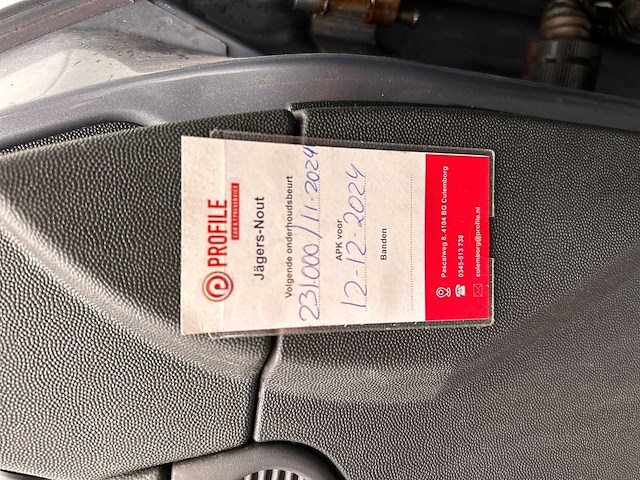 PROFILE
CAR & TYRESERVICE
Jägers-Nout
Volgende onderhoudsbeurt
231.000 / 11-2024
APK voor
12-12-2024
Banden
Pascalweg 8, 4104 BG Culemborg
0345-513 738
culemborg@profile.nl